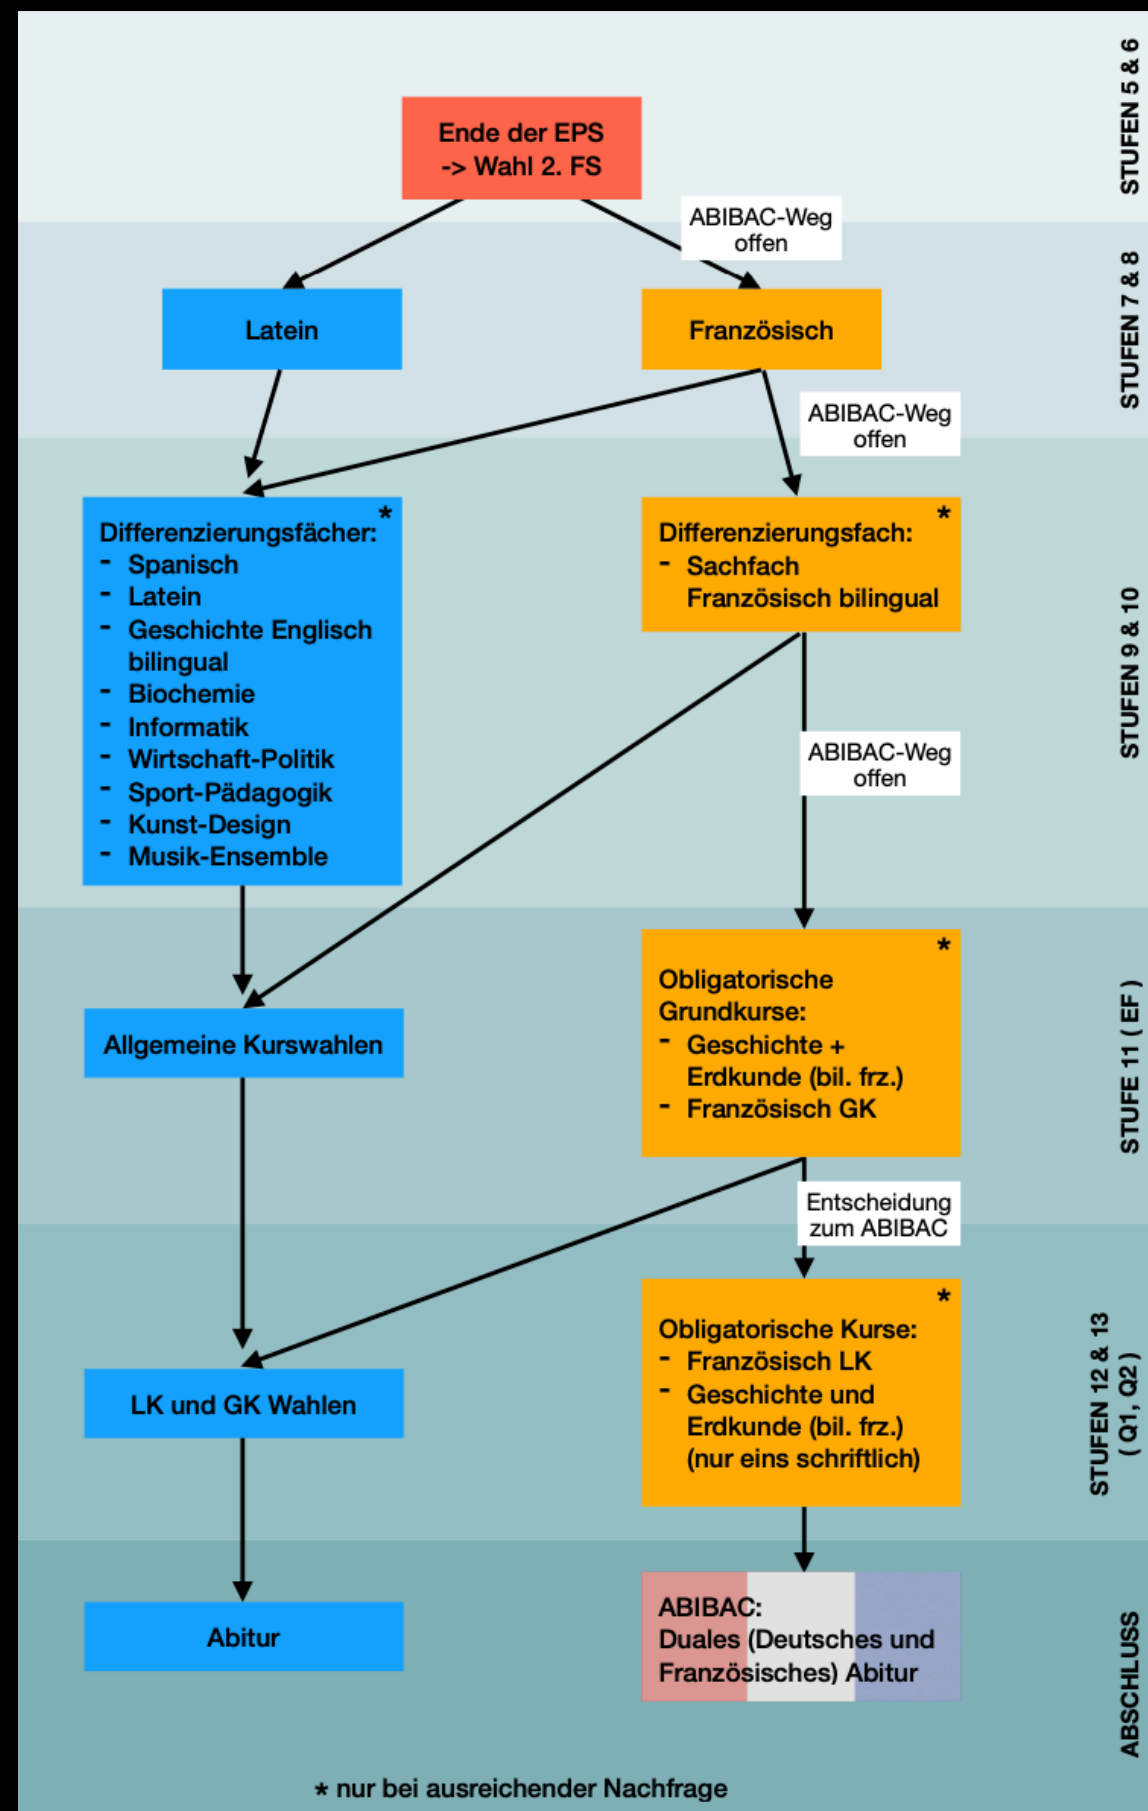 STUFEN 5 & 6
Ende der EPS
-> Wahl 2. FS
ABIBAC-Weg
offen
STUFEN 7 & 8
Latein
Französisch
ABIBAC-Weg
offen
STUFEN 9 & 10
*
Differenzierungsfächer:
- Spanisch
- Latein
- Geschichte Englisch
bilingual
- Biochemie
- Informatik
- Wirtschaft-Politik
- Sport-Pädagogik
- Kunst-Design
- Musik-Ensemble
*
Differenzierungsfach:
- Sachfach
Französisch bilingual
ABIBAC-Weg
offen
STUFE 11 ( EF )
Allgemeine Kurswahlen
*
Obligatorische
Grundkurse:
- Geschichte +
Erdkunde (bil. frz.)
- Französisch GK
Entscheidung
zum ABIBAC
STUFEN 12 & 13
( Q1, Q2 )
LK und GK Wahlen
*
Obligatorische Kurse:
- Französisch LK
- Geschichte und
Erdkunde (bil. frz.)
(nur eins schriftlich)
ABSCHLUSS
Abitur
ABIBAC:
Duales (Deutsches und
Französisches) Abitur
* nur bei ausreichender Nachfrage